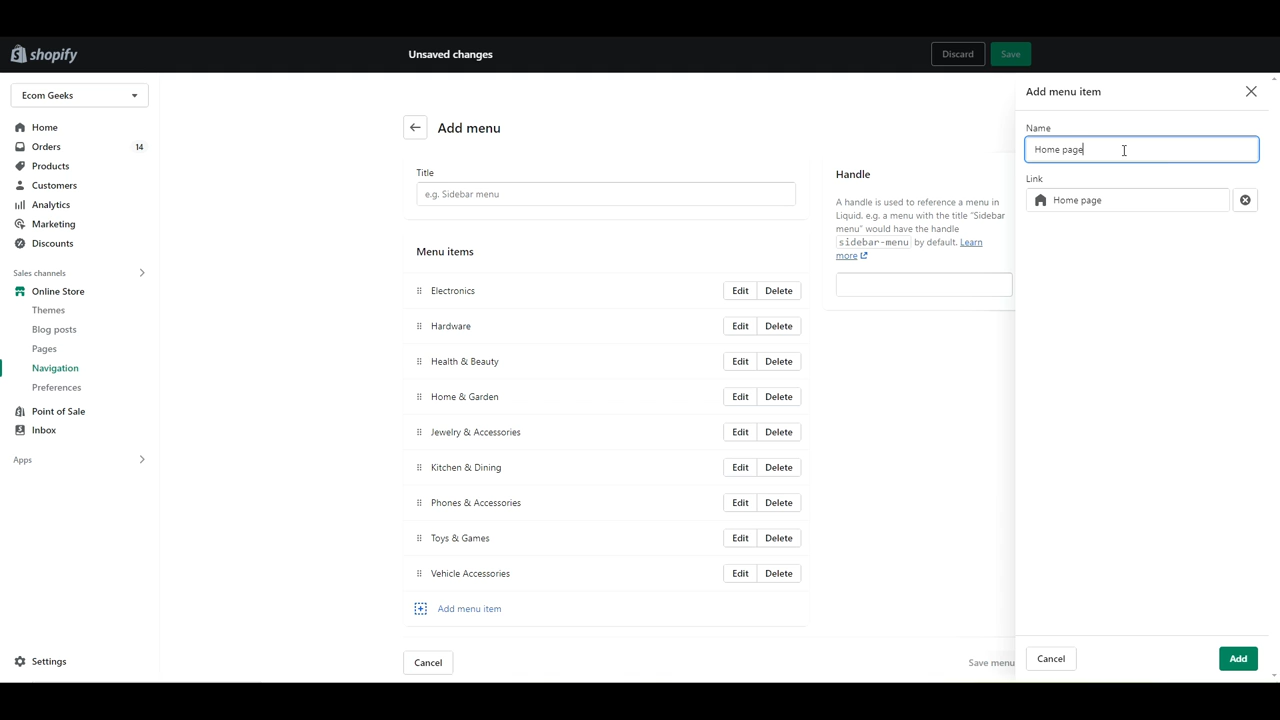 shopify
Unsaved changes
Discard
Save
Ecom Geeks
Home
Orders
14
Products
Customers
Analytics
Marketing
Discounts
Sales channels
Online Store
Themes
Blog posts
Pages
Navigation
Preferences
Point of Sale
Inbox
Apps
Settings
Add menu
Title
e.g. Sidebar menu
Menu items
Electronics
Edit
Delete
Hardware
Edit
Delete
Health & Beauty
Edit
Delete
Home & Garden
Edit
Delete
Jewelry & Accessories
Edit
Delete
Kitchen & Dining
Edit
Delete
Phones & Accessories
Edit
Delete
Toys & Games
Edit
Delete
Vehicle Accessories
Edit
Delete
Add menu item
Cancel
Save menu
Handle
A handle is used to reference a menu in
Liquid. e.g. a menu with the title "Sidebar
menu" would have the handle
sidebar-menu by default. Learn
more
Add menu item
Name
Home page
Link
Home page
Cancel
Add